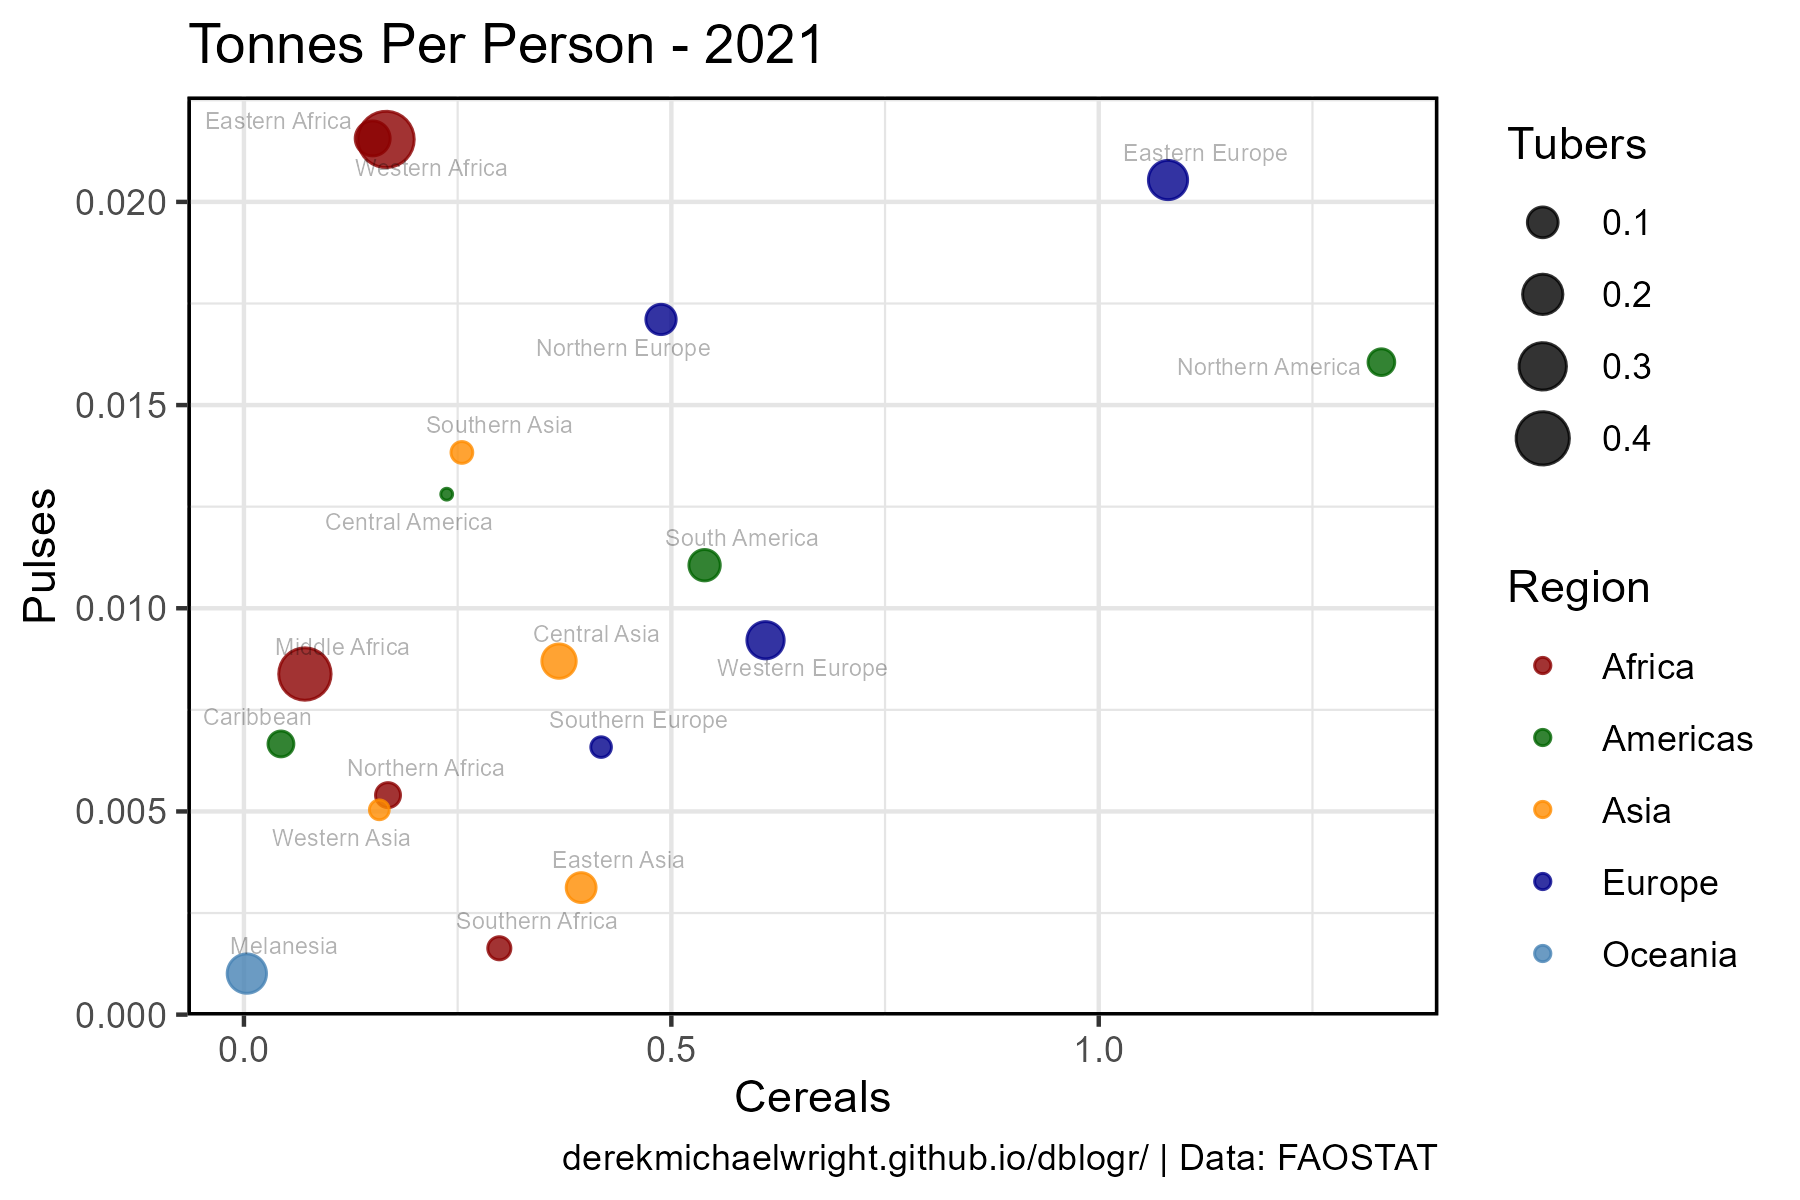 Tonnes Per Person - 2021
Eastern Africa
Western Africa
Eastern Europe
Northern Europe
Northern America
Southern Asia
Central America
South America
Central Asia
Western Europe
Middle Africa
Caribbean
Southern Europe
Northern Africa
Western Asia
Eastern Asia
Southern Africa
Melanesia
0.020
0.015
0.010
0.005
0.000
Pulses
0.0
0.5
1.0
Cereals
Tubers
0.1
0.2
0.3
0.4
Region
Africa
Americas
Asia
Europe
Oceania
derekmichaelwright.github.io/dblogr/ | Data: FAOSTAT